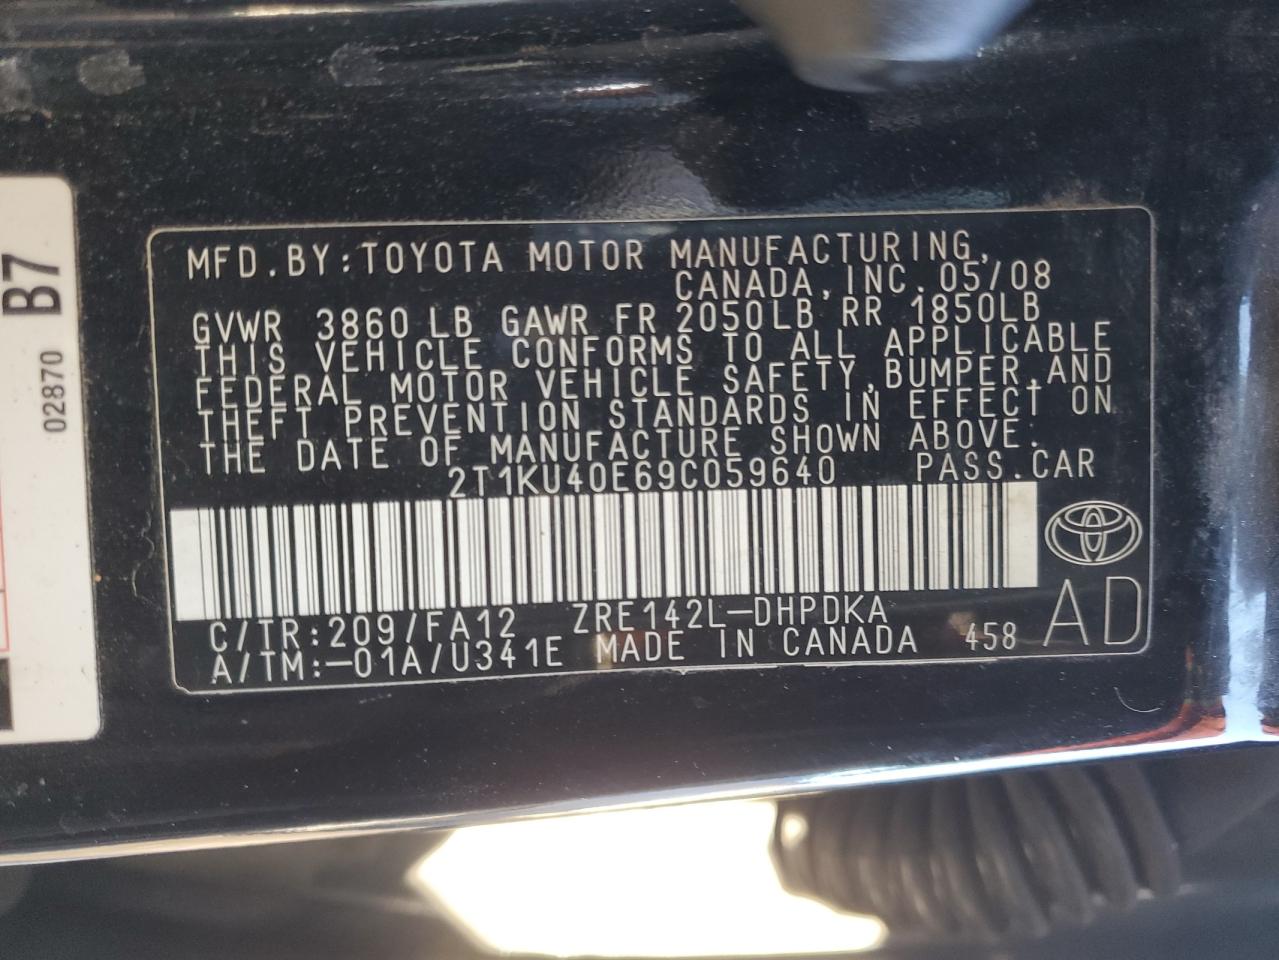 MFD.BY:TOYOTA MOTOR MANUFACTURING,
CANADA,INC.05/08
GVWR 3860 LB GAWR FR 2050LB RR 1850LB
THIS VEHICLE CONFORMS TO ALL APPLICABLE
FEDERAL MOTOR VEHICLE SAFETY,BUMPER,AND
THEFT PREVENTION STANDARDS IN EFFECT ON
THE DATE OF MANUFACTURE SHOWN ABOVE.
2T1KU40E69C059640 PASS.CAR
C/TR:209/FA12 ZRE142L-DHPDKA
A/TM:-01A/U341E MADE IN CANADA 458 AD
B7
02870